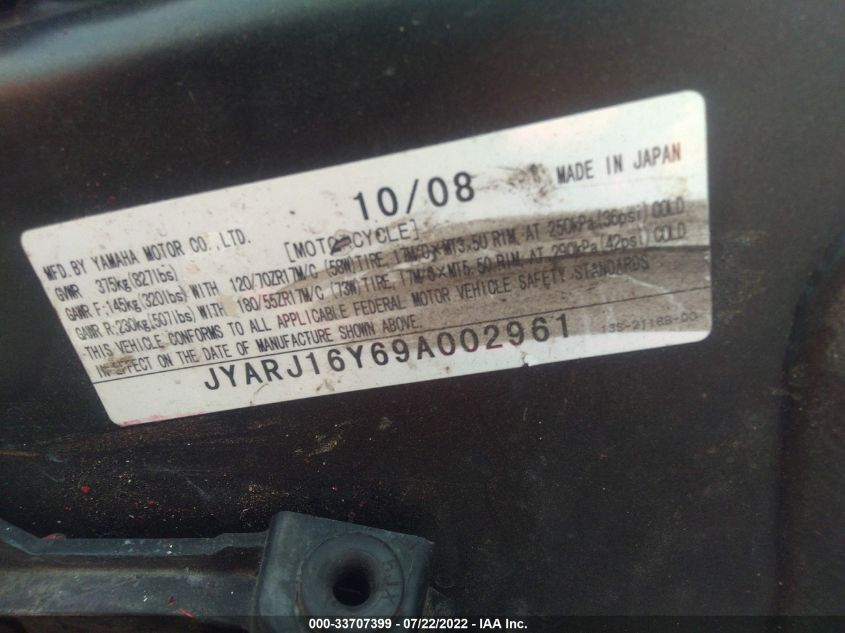 10/08
MADE IN JAPAN
MFD.BY YAMAHA MOTOR CO.,LTD.
[MOTORCYCLE]
GVWR 375kg(827lbs)
GAWR F;145kg(320lbs) WITH 120/70ZR17M/C (58W)TIRE, 17M/C×MT3.50 RIM, AT 250kPa(36psi) COLD
GAWR R;230kg(507lbs) WITH 180/55ZR17M/C (73W)TIRE, 17M/C×MT5.50 RIM, AT 290kPa(42psi) COLD
THIS VEHICLE CONFORMS TO ALL APPLICABLE FEDERAL MOTOR VEHICLE SAFETY STANDARDS
IN EFFECT ON THE DATE OF MANUFACTURE SHOWN ABOVE.
JYARJ16Y69A002961
13S-2118B-D0
000-33707399 - 07/22/2022 - IAA Inc.